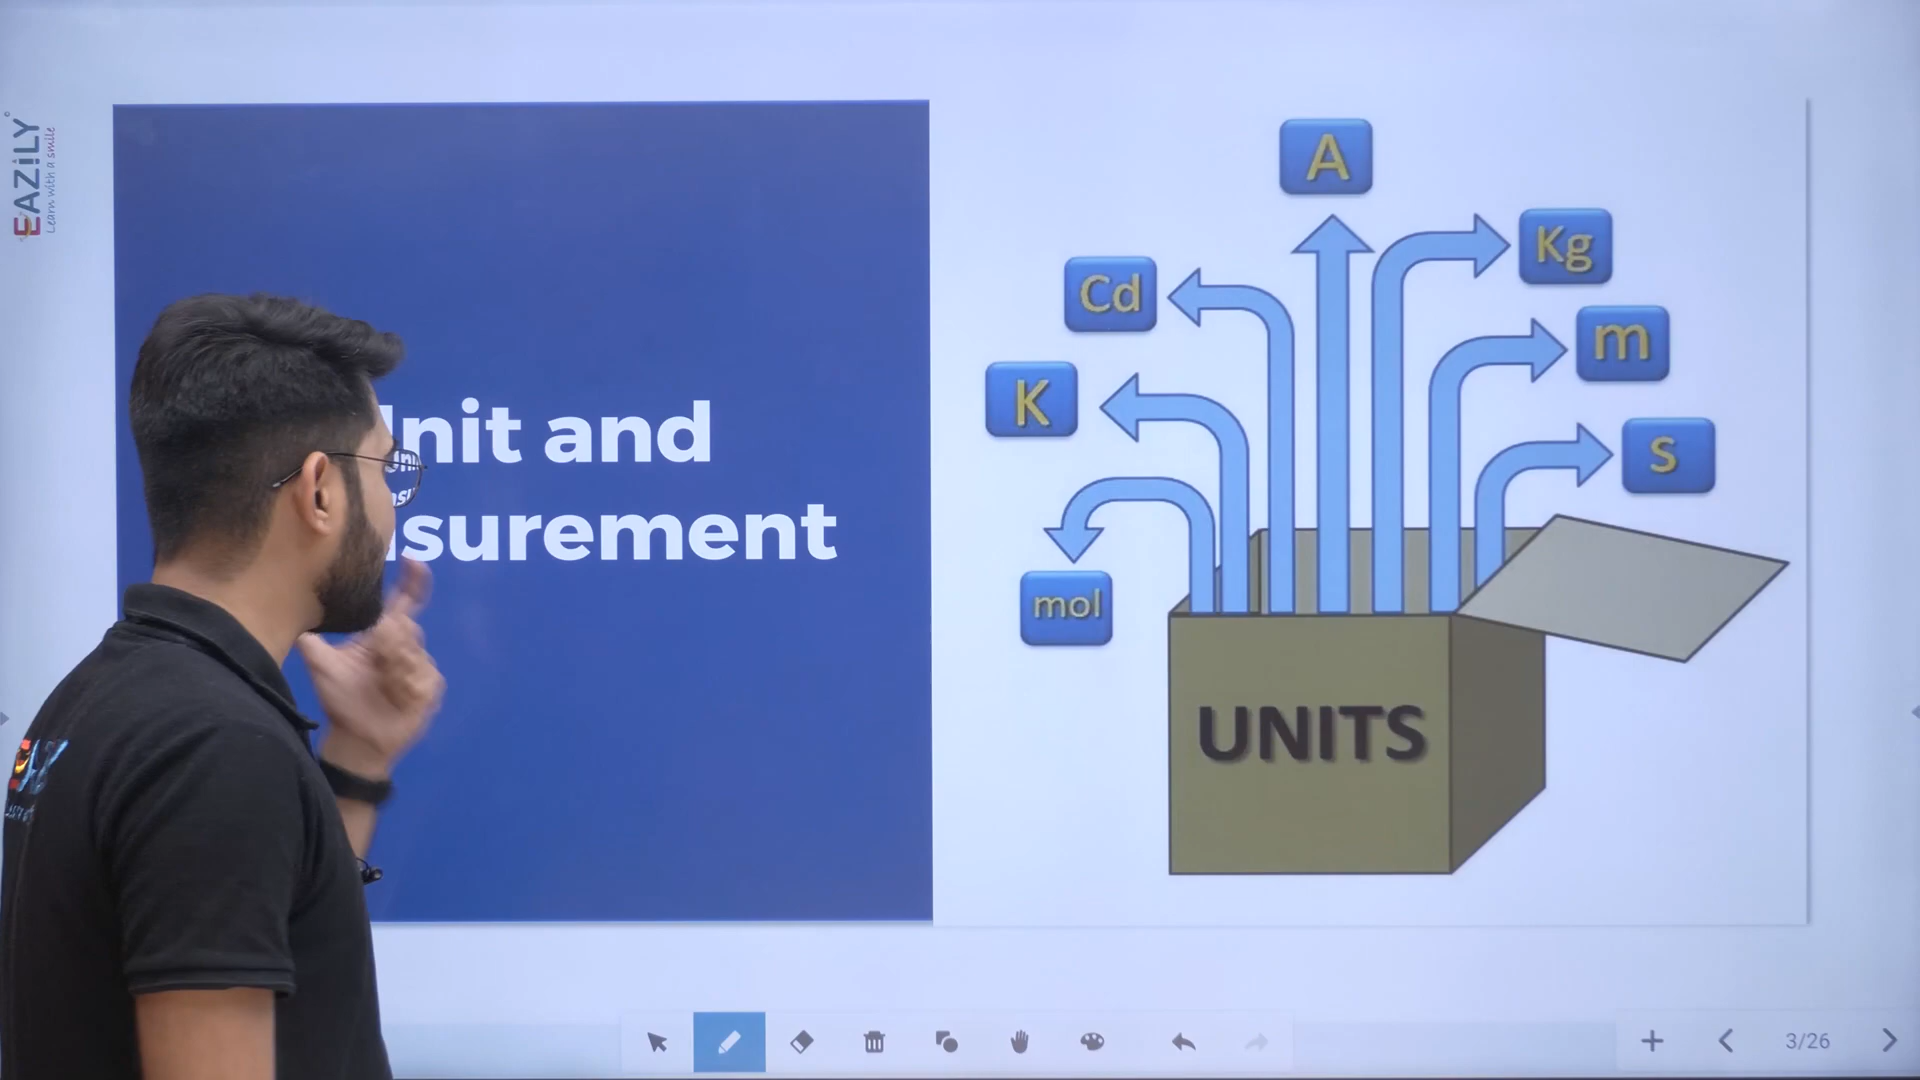 EAZiLY
Learn with a smile
nit and
surement
A
Kg
Cd
m
K
s
mol
UNITS
3/26